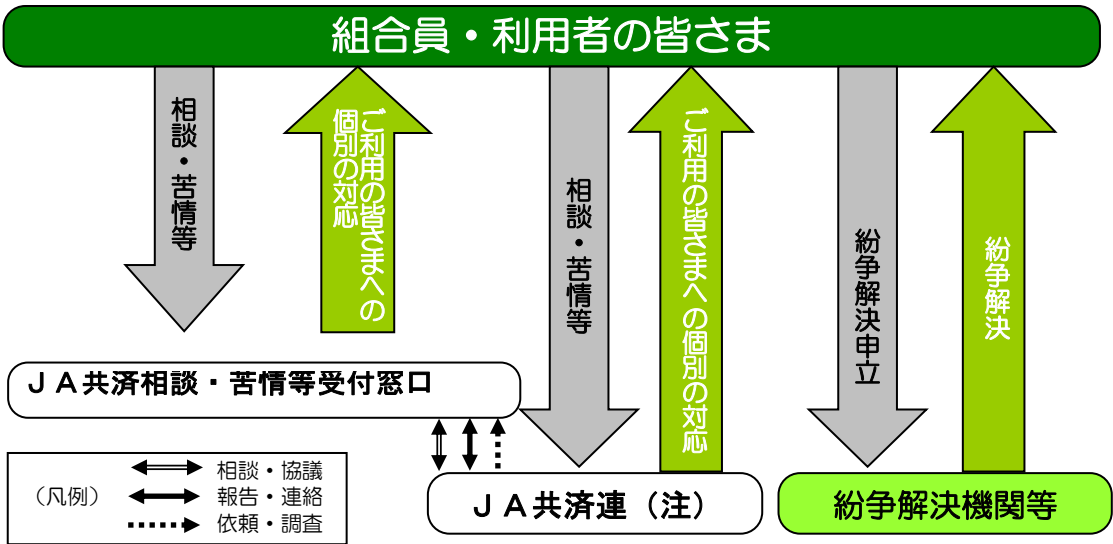 組合員・利用者の皆さま
相談・苦情等
ご利用の皆さまへの
個別の対応
相談・苦情等
ご利用の皆さまへの個別の対応
紛争解決申立
紛争解決
ＪＡ共済相談・苦情等受付窓口
（凡例）
相談・協議
報告・連絡
依頼・調査
ＪＡ共済連（注）
紛争解決機関等